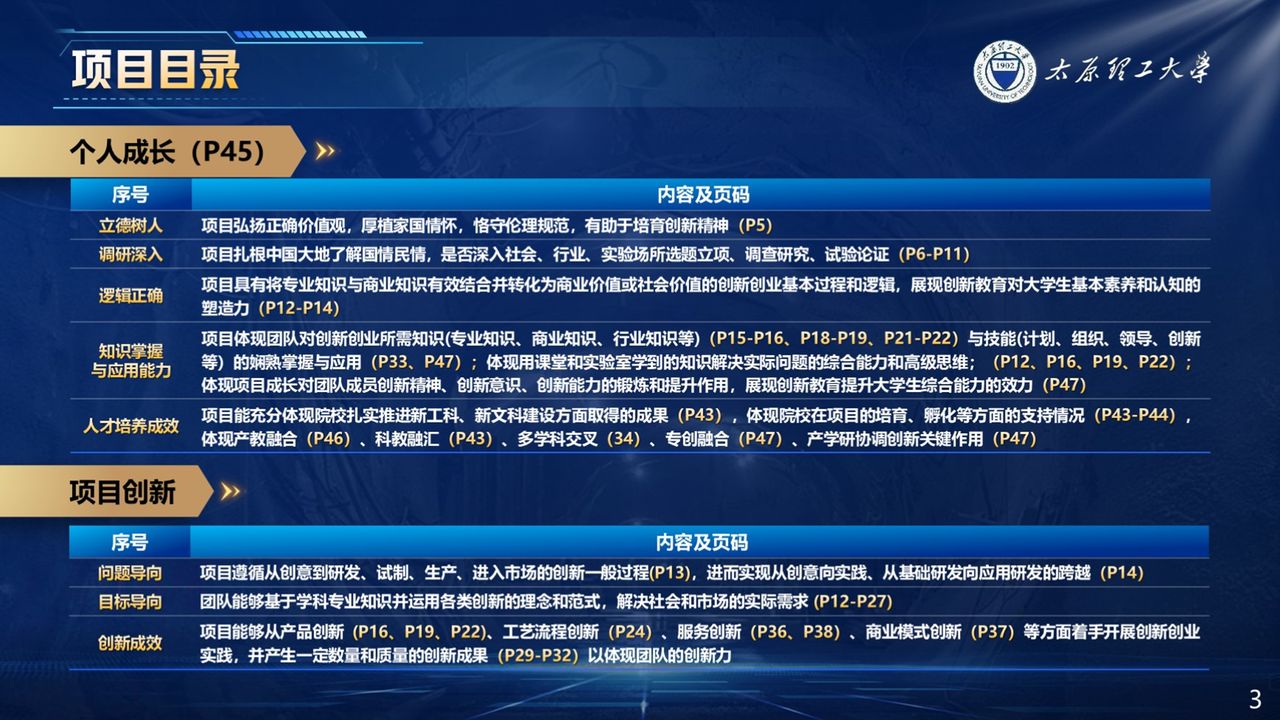 项目目录
1902
TAIYUAN UNIVERSITY OF TECHNOLOGY
太原理工大學
个人成长（P45）
序号 内容及页码
立德树人 项目弘扬正确价值观，厚植家国情怀，恪守伦理规范，有助于培育创新精神（P5）
调研深入 项目扎根中国大地了解国情民情，是否深入社会、行业、实验场所选题立项、调查研究、试验论证（P6-P11）
逻辑正确 项目具有将专业知识与商业知识有效结合并转化为商业价值或社会价值的创新创业基本过程和逻辑，展现创新教育对大学生基本素养和认知的
塑造力（P12-P14）
知识掌握
与应用能力
项目体现团队对创新创业所需知识(专业知识、商业知识、行业知识等)（P15-P16、P18-P19、P21-P22）与技能(计划、组织、领导、创新
等）的娴熟掌握与应用（P33、P47）；体现用课堂和实验室学到的知识解决实际问题的综合能力和高级思维；（P12、P16、P19、P22）；
体现项目成长对团队成员创新精神、创新意识、创新能力的锻炼和提升作用，展现创新教育提升大学生综合能力的效力（P47）
人才培养成效 项目能充分体现院校扎实推进新工科、新文科建设方面取得的成果（P43），体现院校在项目的培育、孵化等方面的支持情况（P43-P44），
体现产教融合（P46）、科教融汇（P43）、多学科交叉（34）、专创融合（P47）、产学研协调创新关键作用（P47）
项目创新
序号 内容及页码
问题导向 项目遵循从创意到研发、试制、生产、进入市场的创新一般过程(P13)，进而实现从创意向实践、从基础研发向应用研发的跨越（P14）
目标导向 团队能够基于学科专业知识并运用各类创新的理念和范式，解决社会和市场的实际需求 (P12-P27)
创新成效 项目能够从产品创新（P16、P19、P22)、工艺流程创新（P24）、服务创新（P36、P38）、商业模式创新（P37）等方面着手开展创新创业
实践，并产生一定数量和质量的创新成果（P29-P32）以体现团队的创新力
3